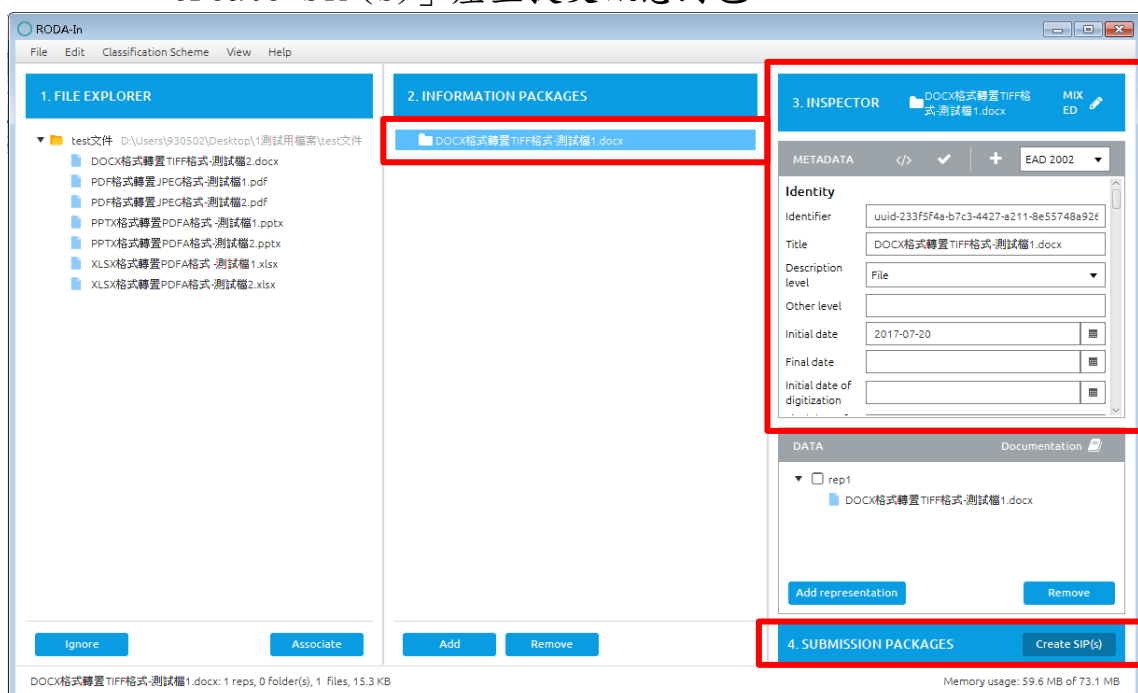 RODA-In
File Edit Classification Scheme View Help
1. FILE EXPLORER
test文件 D:\Users\930502\Desktop\1測試用檔案\test文件
DOCX格式轉置TIFF格式-測試檔2.docx
PDF格式轉置JPEG格式-測試檔1.pdf
PDF格式轉置JPEG格式-測試檔2.pdf
PPTX格式轉置PDFA格式 -測試檔1.pptx
PPTX格式轉置PDFA格式-測試檔2.pptx
XLSX格式轉置PDFA格式 -測試檔1.xlsx
XLSX格式轉置PDFA格式-測試檔2.xlsx
Ignore Associate
2. INFORMATION PACKAGES
DOCX格式轉置TIFF格式-測試檔1.docx
Add Remove
3. INSPECTOR
DOCX格式轉置TIFF格
式-測試檔1.docx
MIX
ED
METADATA </> EAD 2002
Identity
Identifier uuid-233f5f4a-b7c3-4427-a211-8e55748a926
Title DOCX格式轉置TIFF格式-測試檔1.docx
Description
level
File
Other level
Initial date 2017-07-20
Final date
Initial date of
digitization
DATA Documentation
rep1
DOCX格式轉置TIFF格式-測試檔1.docx
Add representation Remove
4. SUBMISSION PACKAGES Create SIP(s)
DOCX格式轉置TIFF格式-測試檔1.docx: 1 reps, 0 folder(s), 1 files, 15.3 KB
Memory usage: 59.6 MB of 73.1 MB